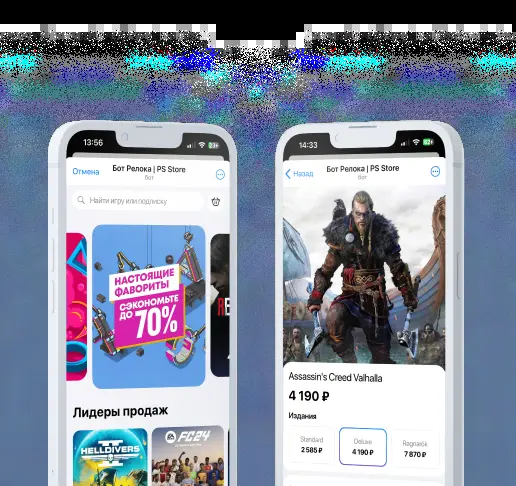 13:56
Отмена
Бот Релока | PS Store
бот
Найти игру или подписку
НАСТОЯЩИЕ
ФАВОРИТЫ
СЭКОНОМЬТЕ
ДО 70%
Лидеры продаж
HELLDIVERS
II
EA FC24
14:33
Назад
Бот Релока | PS Store
бот
Assassin's Creed Valhalla
4 190 ₽
Издания
Standard
2 585 ₽
Deluxe
4 190 ₽
Ragnarök
7 870 ₽